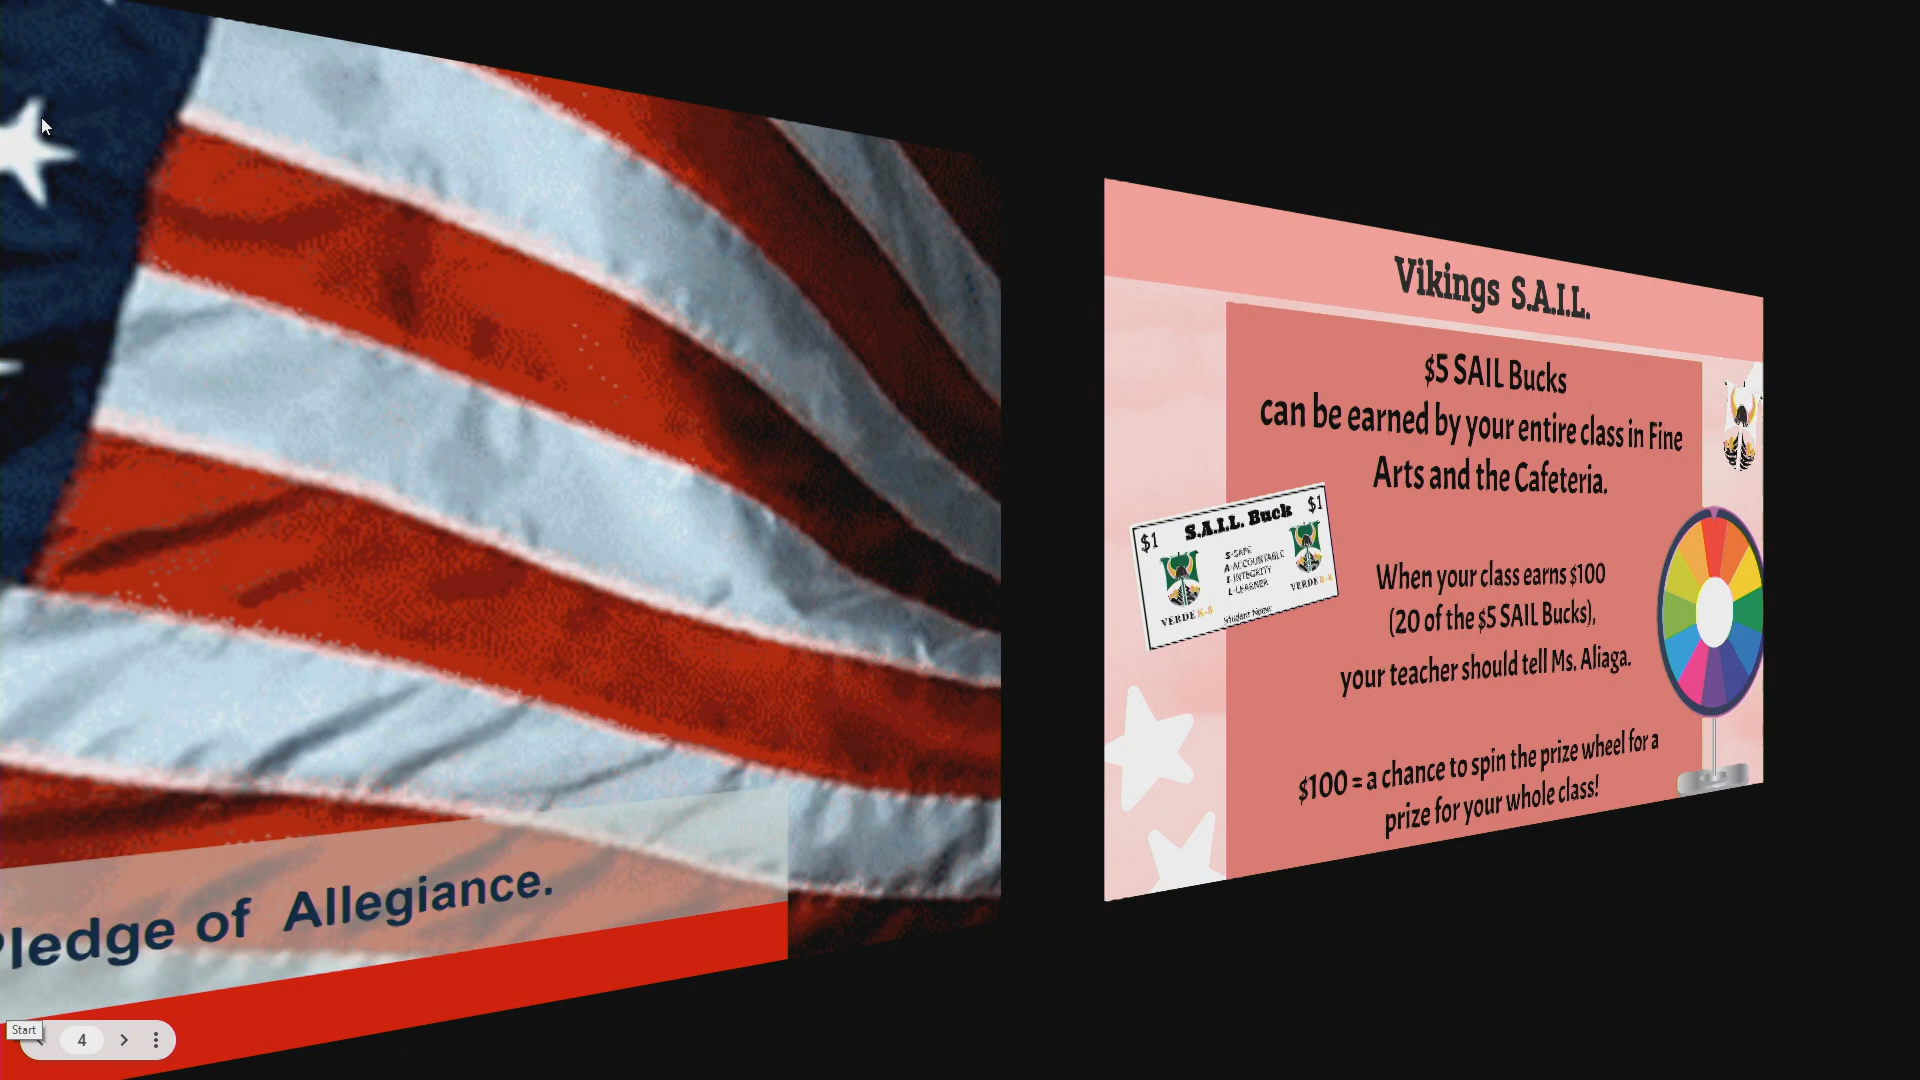 Pledge of Allegiance.
Start
4
Vikings S.A.I.L.
$5 SAIL Bucks
can be earned by your entire class in Fine
Arts and the Cafeteria.
$1 S.A.I.L. Buck $1
S-SAFE
A-ACCOUNTABLE
I-INTEGRITY
L-LEARNER
VERDE K-8
VERDE K-8
Student Name:
When your class earns $100
(20 of the $5 SAIL Bucks),
your teacher should tell Ms. Aliaga.
$100 = a chance to spin the prize wheel for a
prize for your whole class!